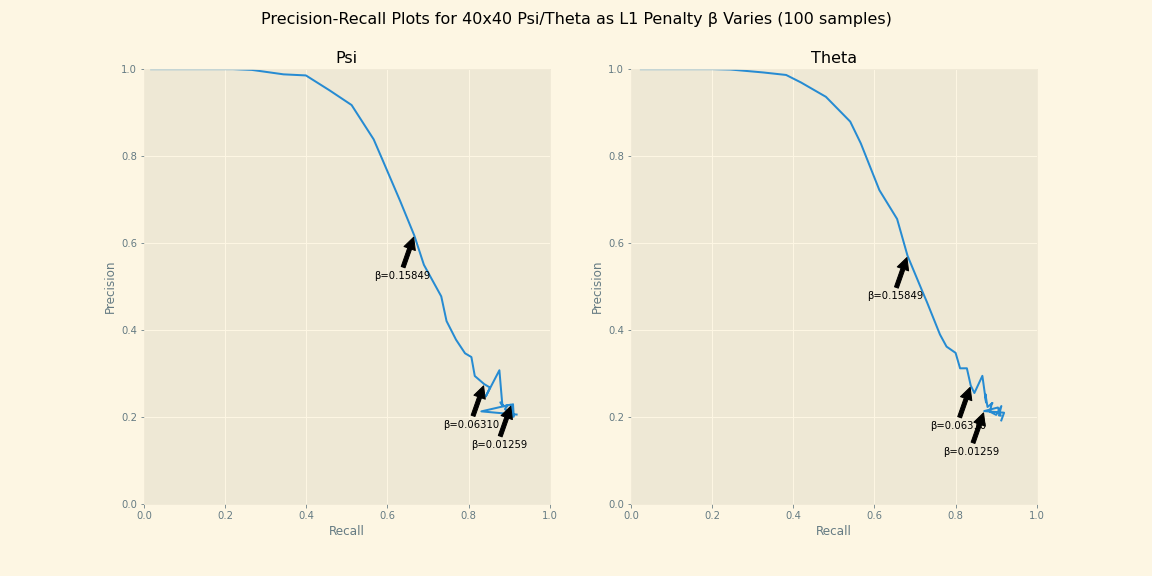 Precision-Recall Plots for 40x40 Psi/Theta as L1 Penalty β Varies (100 samples)
Psi
1.0
0.8
0.6
0.4
0.2
0.0
Precision
β=0.15849
β=0.06310
β=0.01259
0.0 0.2 0.4 0.6 0.8 1.0
Recall
Theta
1.0
0.8
0.6
0.4
0.2
0.0
Precision
β=0.15849
β=0.06310
β=0.01259
0.0 0.2 0.4 0.6 0.8 1.0
Recall